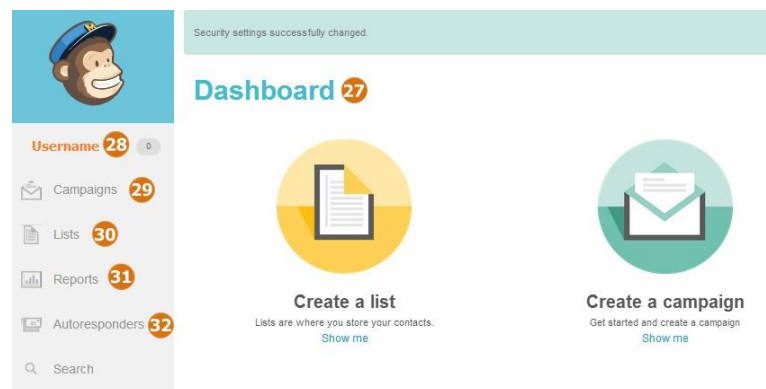 Security settings successfully changed.
Dashboard 27
Username 28 0
Campaigns 29
Lists 30
Reports 31
Autoresponders 32
Search
Create a list
Lists are where you store your contacts.
Show me
Create a campaign
Get started and create a campaign
Show me